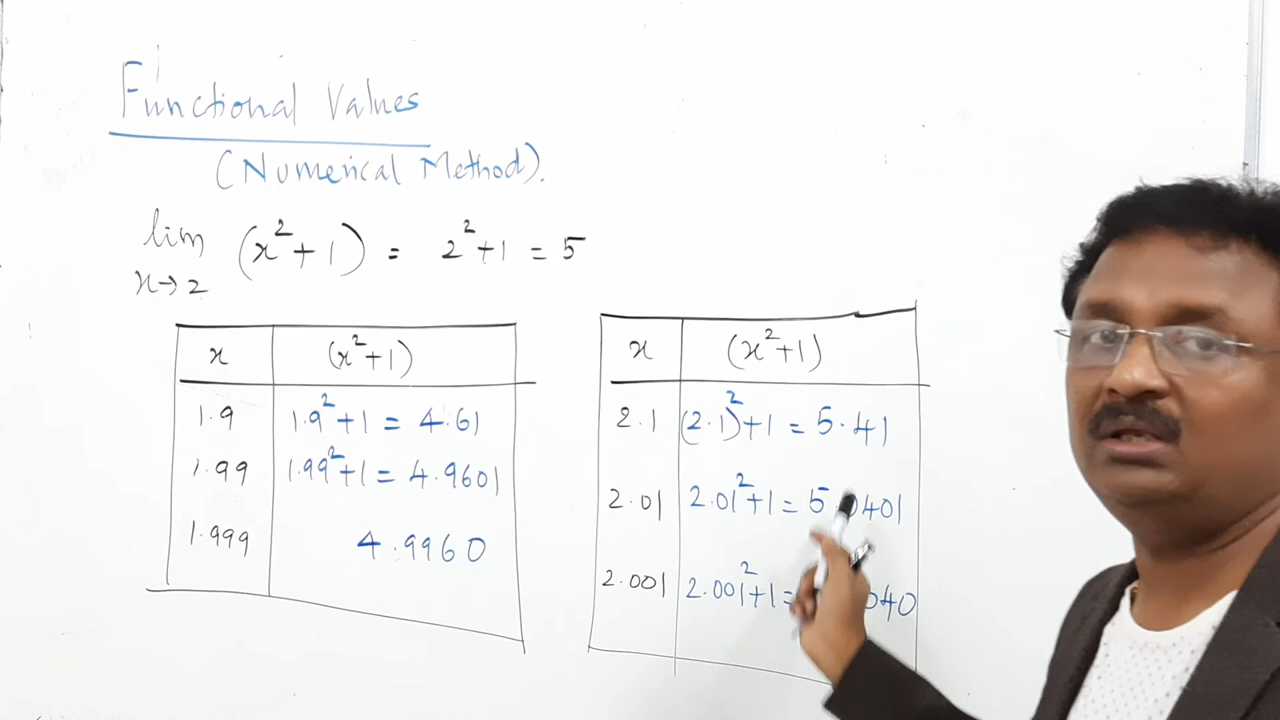 Functional Values
(Numerical Method).
lim (x²+1) = 2²+1 = 5
x→2
x (x²+1)
1.9 1.9²+1 = 4.61
1.99 1.99²+1 = 4.9601
1.999 4.9960
x (x²+1)
2.1 (2.1)²+1 = 5.41
2.01 2.01²+1 = 5.0401
2.001 2.001²+1 =